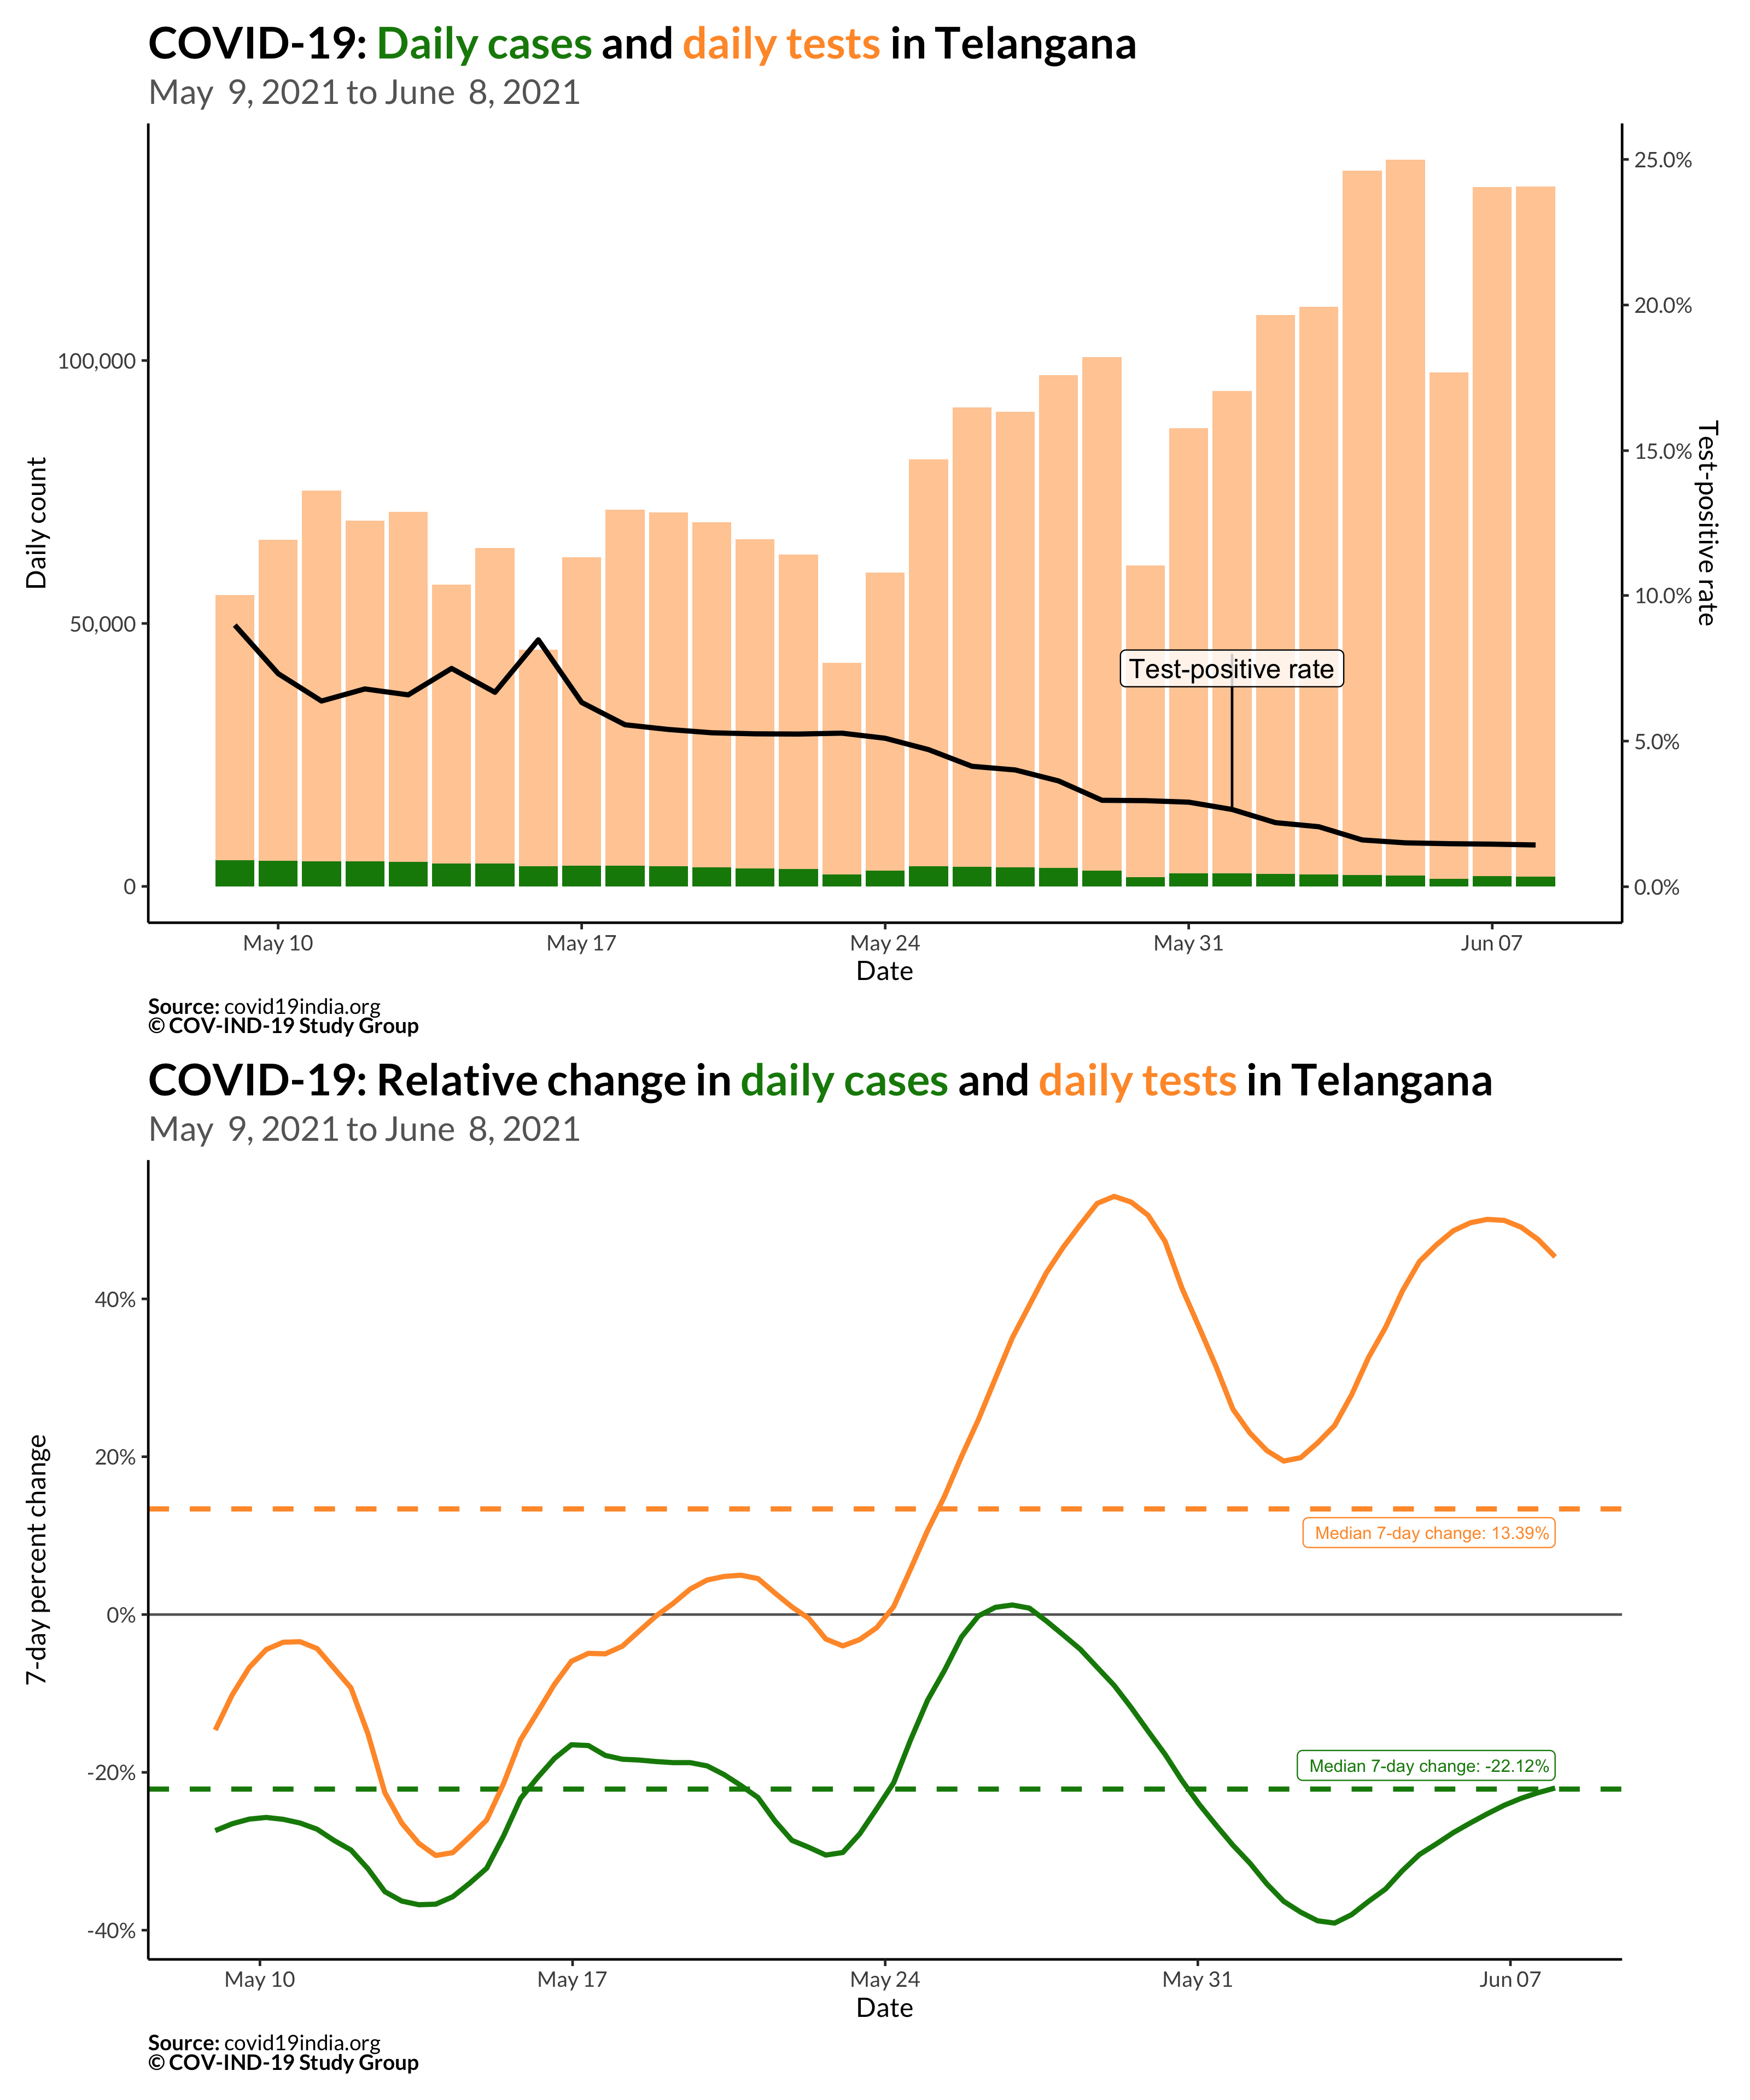 COVID-19: Daily cases and daily tests in Telangana
May 9, 2021 to June 8, 2021
Daily count
100,000
50,000
0
25.0%
20.0%
15.0%
10.0%
5.0%
0.0%
Test-positive rate
Test-positive rate
May 10
May 17
May 24
May 31
Jun 07
Date
Source: covid19india.org
© COV-IND-19 Study Group
COVID-19: Relative change in daily cases and daily tests in Telangana
May 9, 2021 to June 8, 2021
7-day percent change
40%
20%
0%
-20%
-40%
Median 7-day change: 13.39%
Median 7-day change: -22.12%
May 10
May 17
May 24
May 31
Jun 07
Date
Source: covid19india.org
© COV-IND-19 Study Group